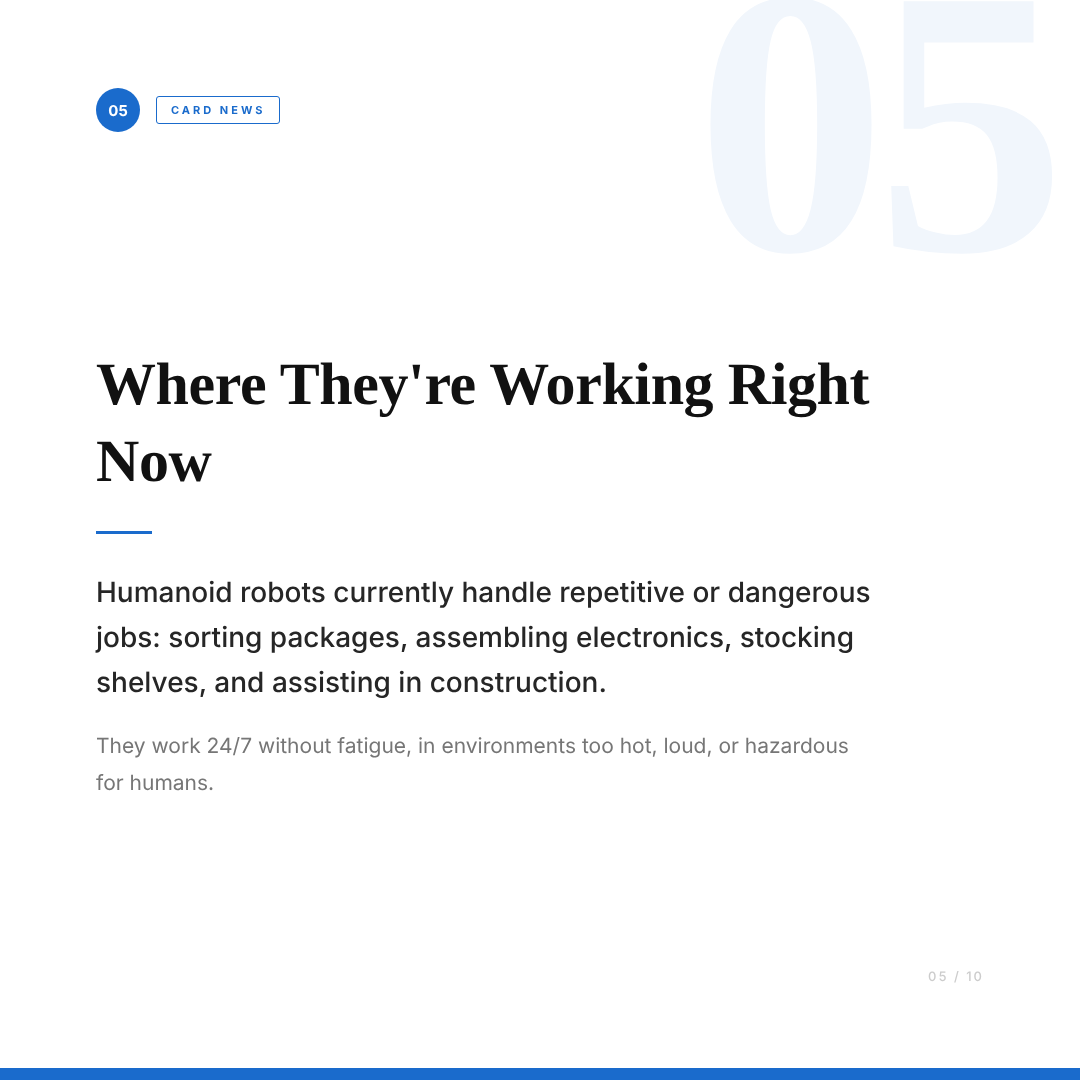 05
05
CARD NEWS
Where They're Working Right
Now
Humanoid robots currently handle repetitive or dangerous
jobs: sorting packages, assembling electronics, stocking
shelves, and assisting in construction.
They work 24/7 without fatigue, in environments too hot, loud, or hazardous
for humans.
05 / 10